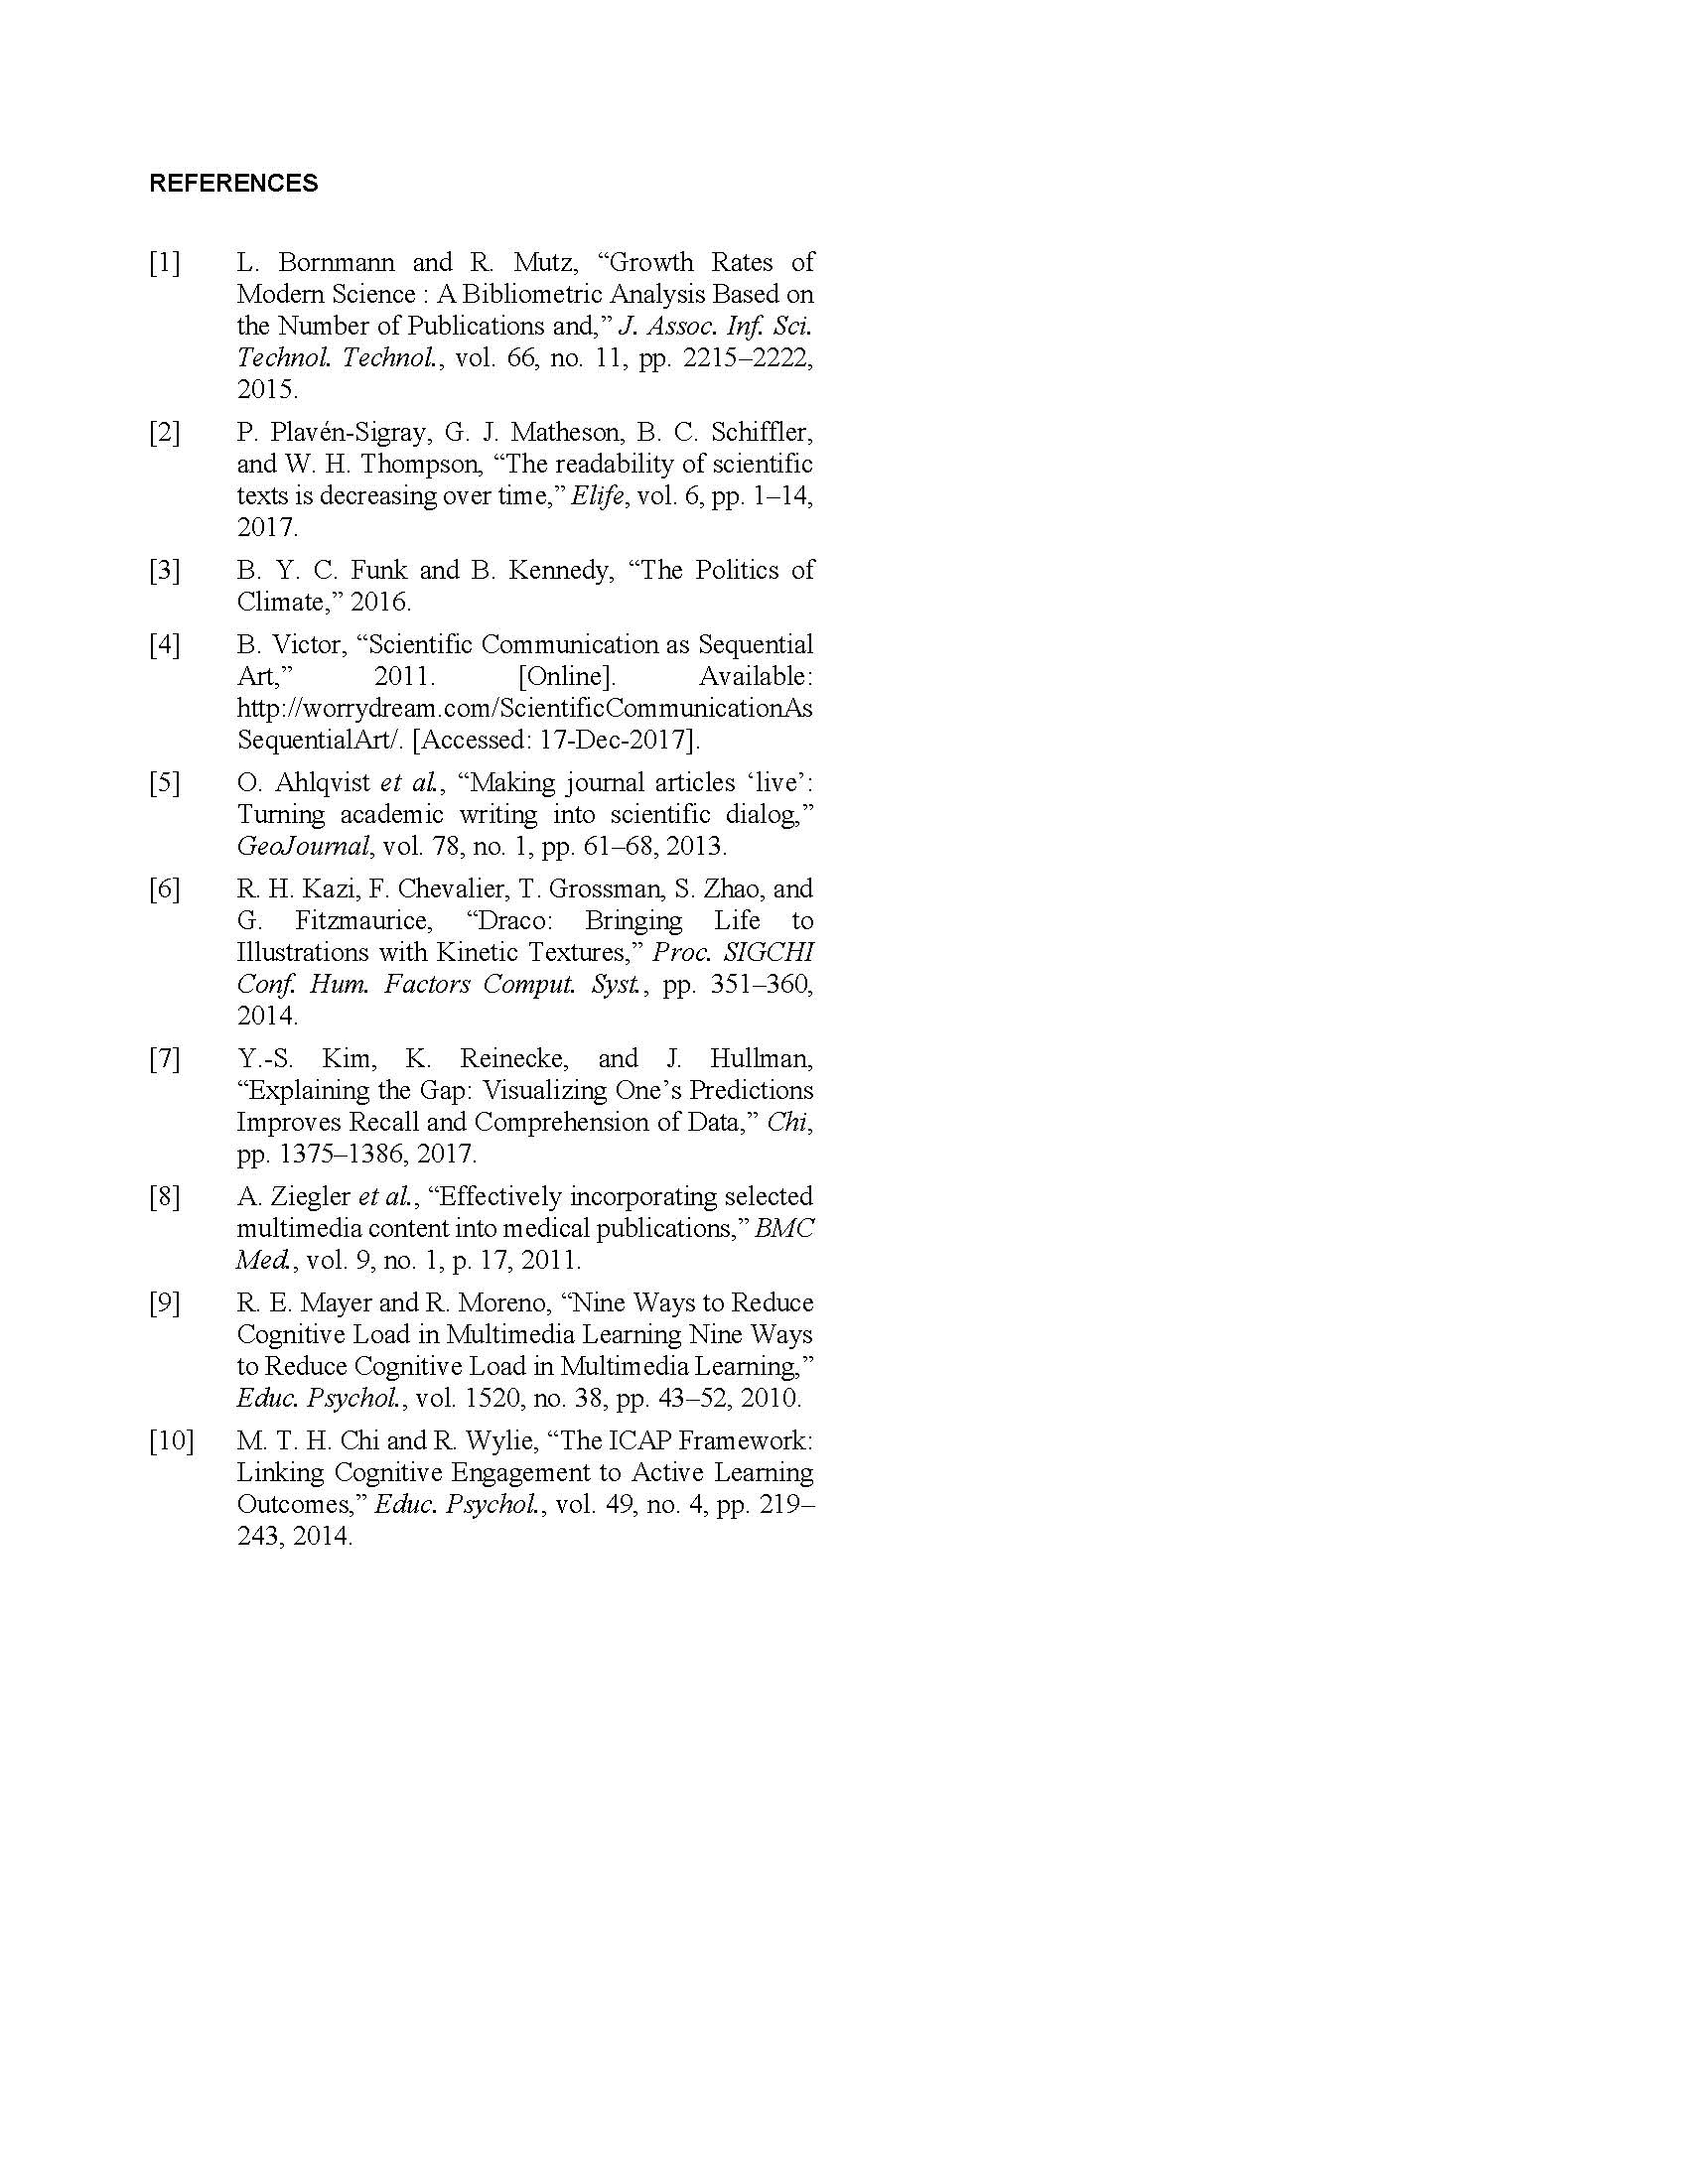 REFERENCES
[1] L. Bornmann and R. Mutz, “Growth Rates of
Modern Science : A Bibliometric Analysis Based on
the Number of Publications and,” J. Assoc. Inf. Sci.
Technol. Technol., vol. 66, no. 11, pp. 2215–2222,
2015.
[2] P. Plavén-Sigray, G. J. Matheson, B. C. Schiffler,
and W. H. Thompson, “The readability of scientific
texts is decreasing over time,” Elife, vol. 6, pp. 1–14,
2017.
[3] B. Y. C. Funk and B. Kennedy, “The Politics of
Climate,” 2016.
[4] B. Victor, “Scientific Communication as Sequential
Art,” 2011. [Online]. Available:
http://worrydream.com/ScientificCommunicationAs
SequentialArt/. [Accessed: 17-Dec-2017].
[5] O. Ahlqvist et al., “Making journal articles ‘live’:
Turning academic writing into scientific dialog,”
GeoJournal, vol. 78, no. 1, pp. 61–68, 2013.
[6] R. H. Kazi, F. Chevalier, T. Grossman, S. Zhao, and
G. Fitzmaurice, “Draco: Bringing Life to
Illustrations with Kinetic Textures,” Proc. SIGCHI
Conf. Hum. Factors Comput. Syst., pp. 351–360,
2014.
[7] Y.-S. Kim, K. Reinecke, and J. Hullman,
“Explaining the Gap: Visualizing One’s Predictions
Improves Recall and Comprehension of Data,” Chi,
pp. 1375–1386, 2017.
[8] A. Ziegler et al., “Effectively incorporating selected
multimedia content into medical publications,” BMC
Med., vol. 9, no. 1, p. 17, 2011.
[9] R. E. Mayer and R. Moreno, “Nine Ways to Reduce
Cognitive Load in Multimedia Learning Nine Ways
to Reduce Cognitive Load in Multimedia Learning,”
Educ. Psychol., vol. 1520, no. 38, pp. 43–52, 2010.
[10] M. T. H. Chi and R. Wylie, “The ICAP Framework:
Linking Cognitive Engagement to Active Learning
Outcomes,” Educ. Psychol., vol. 49, no. 4, pp. 219–
243, 2014.